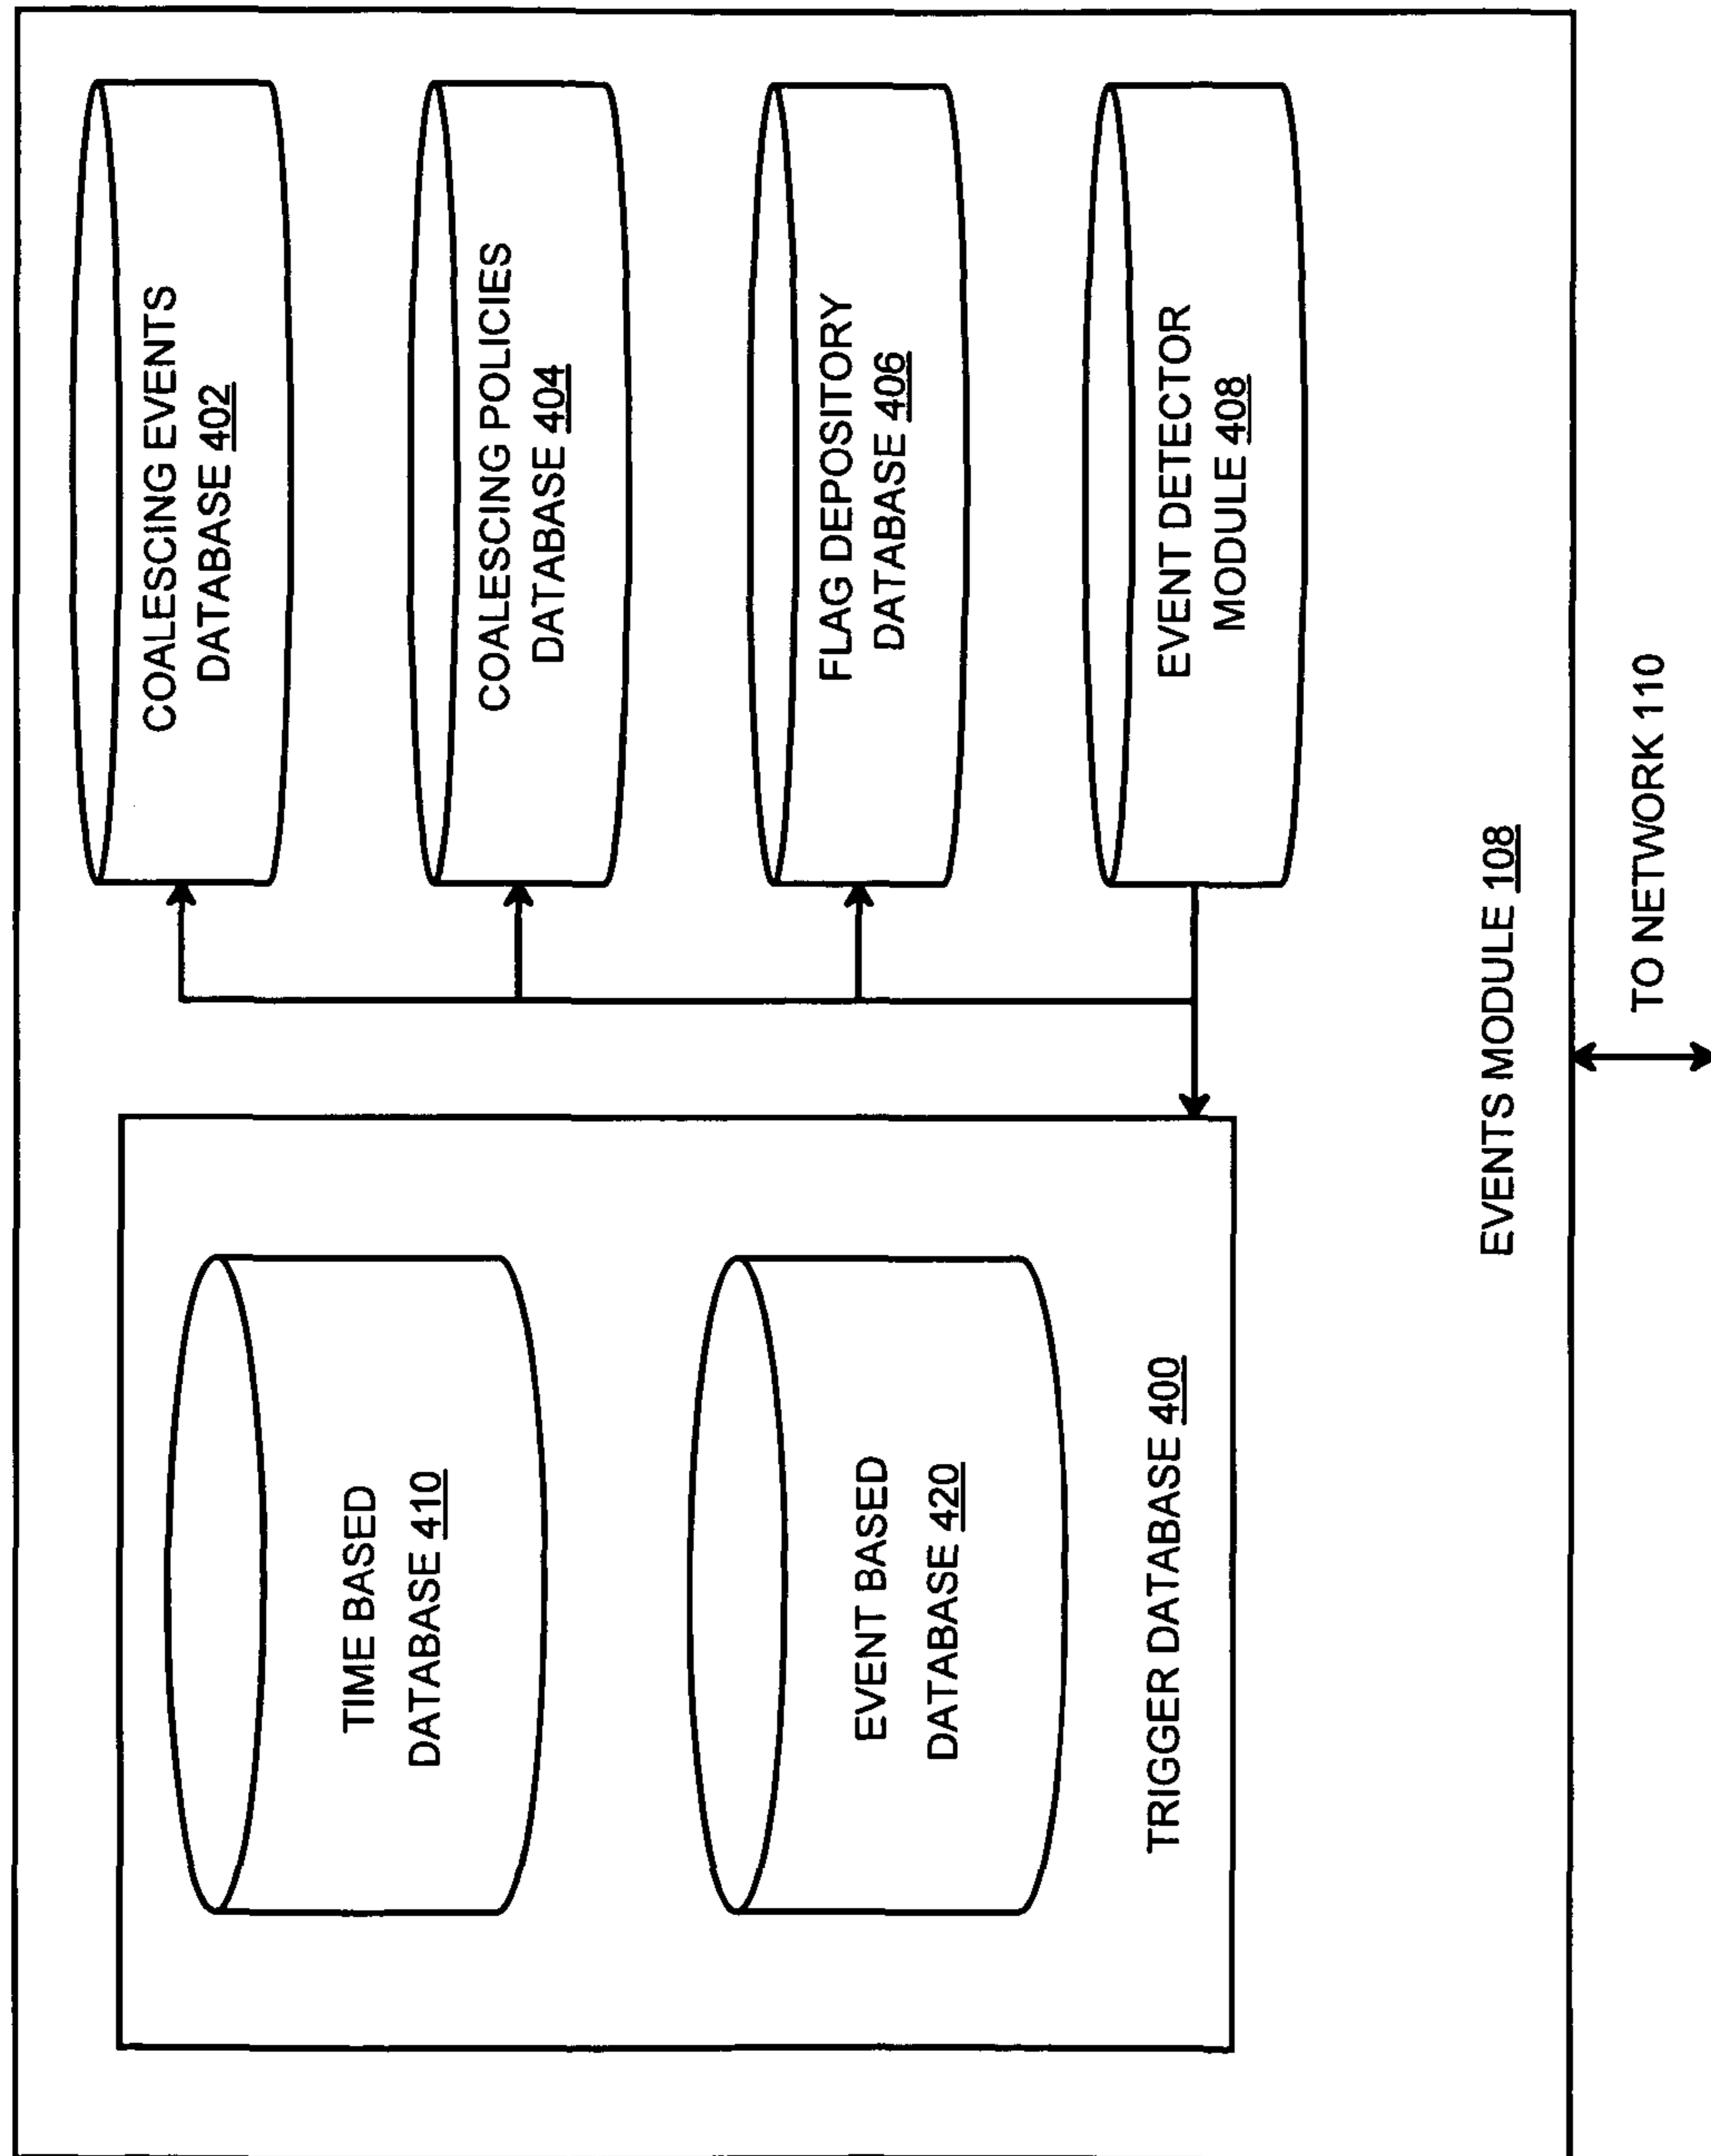 TIME BASED
DATABASE 410
EVENT BASED
DATABASE 420
TRIGGER DATABASE 400
COALESCING EVENTS
DATABASE 402
COALESCING POLICIES
DATABASE 404
FLAG DEPOSITORY
DATABASE 406
EVENT DETECTOR
MODULE 408
EVENTS MODULE 108
TO NETWORK 110